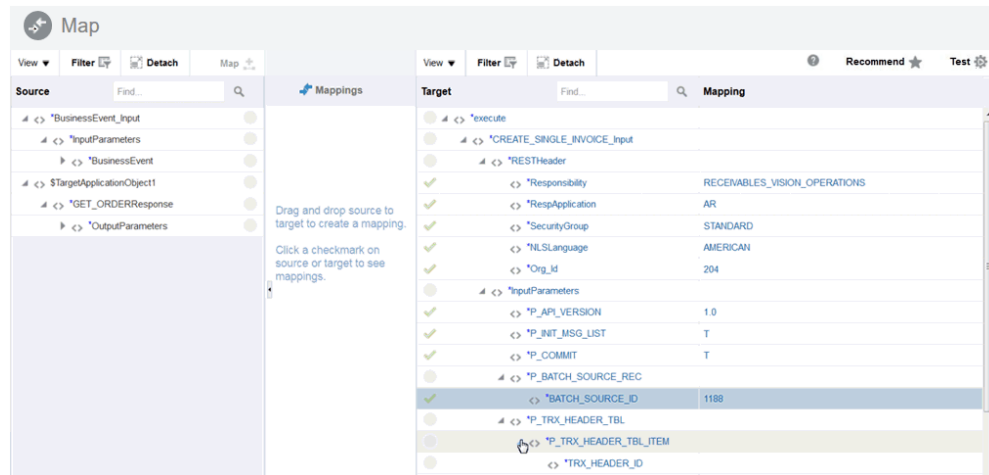 Map
View ▼ Filter Detach Map
View ▼ Filter Detach ? Recommend Test
Source Find...
Mappings
Target Find... Mapping
*BusinessEvent_Input
*InputParameters
*BusinessEvent
$TargetApplicationObject1
*GET_ORDERResponse
*OutputParameters
Drag and drop source to
target to create a mapping.
Click a checkmark on
source or target to see
mappings.
*execute
*CREATE_SINGLE_INVOICE_Input
*RESTHeader
*Responsibility RECEIVABLES_VISION_OPERATIONS
*RespApplication AR
*SecurityGroup STANDARD
*NLSLanguage AMERICAN
*Org_Id 204
*InputParameters
*P_API_VERSION 1.0
*P_INIT_MSG_LIST T
*P_COMMIT T
*P_BATCH_SOURCE_REC
*BATCH_SOURCE_ID 1188
*P_TRX_HEADER_TBL
*P_TRX_HEADER_TBL_ITEM
*TRX_HEADER_ID